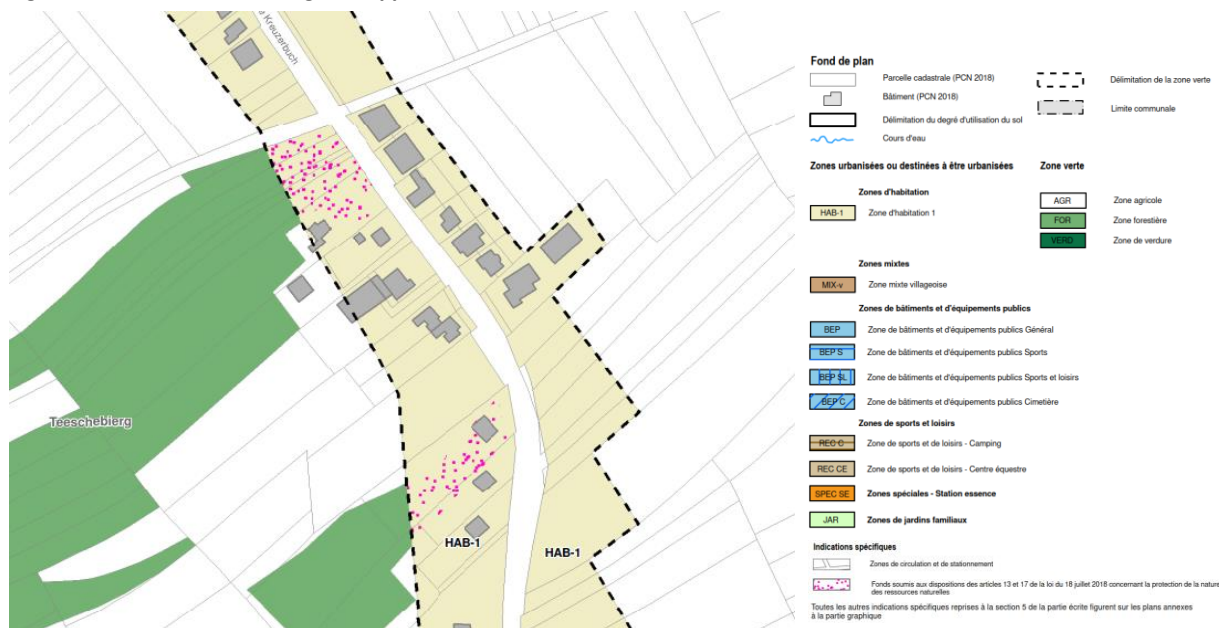 Kreuzerbuch
Teeschebierg
HAB-1
HAB-1
Fond de plan
Parcelle cadastrale (PCN 2018)
Bâtiment (PCN 2018)
Délimitation du degré d'utilisation du sol
Cours d'eau
Délimitation de la zone verte
Limite communale
Zones urbanisées ou destinées à être urbanisées
Zones d'habitation
HAB-1 Zone d'habitation 1
Zones mixtes
MIX-v Zone mixte villageoise
Zones de bâtiments et d'équipements publics
BEP Zone de bâtiments et d'équipements publics Général
BEP S Zone de bâtiments et d'équipements publics Sports
BEP SL Zone de bâtiments et d'équipements publics Sports et loisirs
BEP C Zone de bâtiments et d'équipements publics Cimetière
Zones de sports et loisirs
REC C Zone de sports et de loisirs - Camping
REC CE Zone de sports et de loisirs - Centre équestre
SPEC SE Zones spéciales - Station essence
JAR Zones de jardins familiaux
Zone verte
AGR Zone agricole
FOR Zone forestière
VERD Zone de verdure
Indications spécifiques
Zones de circulation et de stationnement
Fonds soumis aux dispositions des articles 13 et 17 de la loi du 18 juillet 2018 concernant la protection de la nature
des ressources naturelles
Toutes les autres indications spécifiques reprises à la section 5 de la partie écrite figurent sur les plans annexes
à la partie graphique